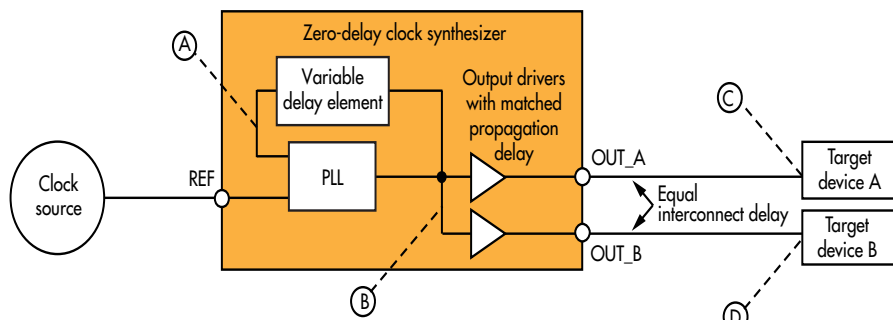 Zero-delay clock synthesizer
A
Variable
delay element
Output drivers
with matched
propagation
delay
C
Clock
source
REF
PLL
OUT_A
Target
device A
Equal
interconnect delay
OUT_B
Target
device B
B
D